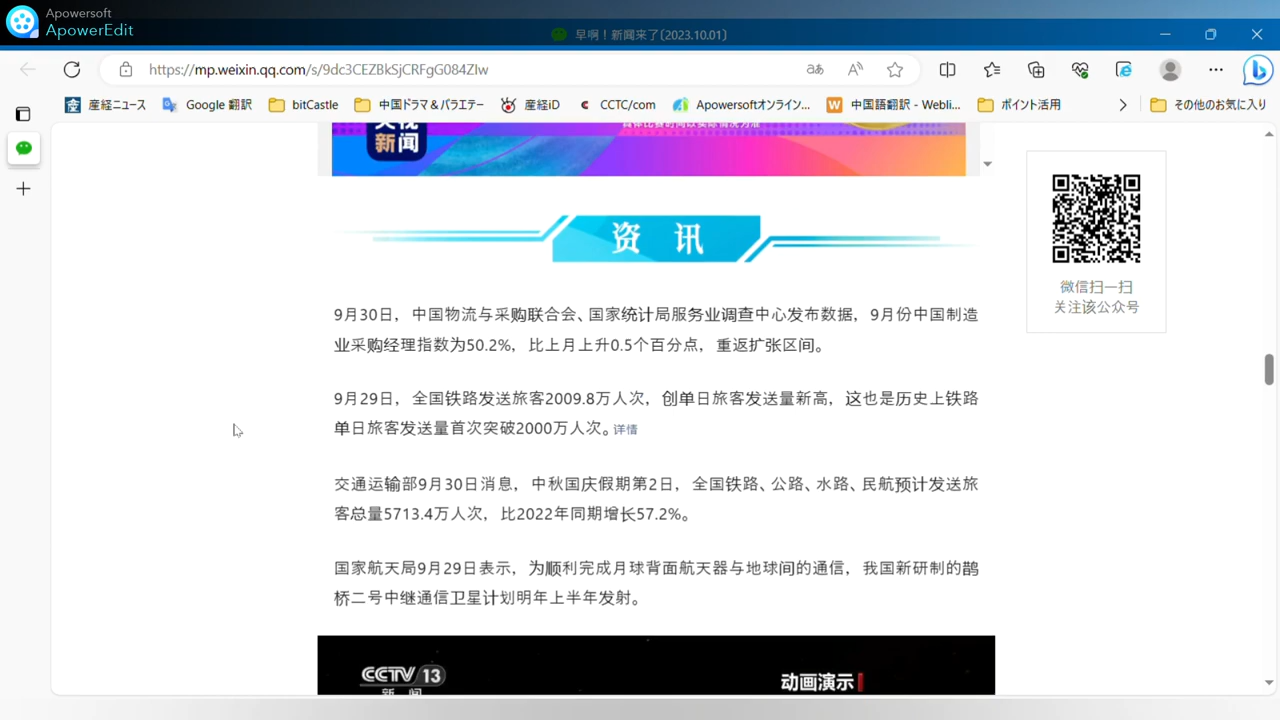 Apowersoft
ApowerEdit
早啊！新闻来了〔2023.10.01〕
https://mp.weixin.qq.com/s/9dc3CEZBkSjCRFgG084ZIw
産経ニュース
Google 翻訳
bitCastle
中国ドラマ＆バラエテー
産経iD
CCTC/com
Apowersoftオンライン...
中国語翻訳 - Webli...
ポイント活用
その他のお気に入り
央视
新闻
具体比赛时间以实际情况为准
资 讯
微信扫一扫
关注该公众号
9月30日，中国物流与采购联合会、国家统计局服务业调查中心发布数据，9月份中国制造
业采购经理指数为50.2%，比上月上升0.5个百分点，重返扩张区间。
9月29日，全国铁路发送旅客2009.8万人次，创单日旅客发送量新高，这也是历史上铁路
单日旅客发送量首次突破2000万人次。详情
交通运输部9月30日消息，中秋国庆假期第2日，全国铁路、公路、水路、民航预计发送旅
客总量5713.4万人次，比2022年同期增长57.2%。
国家航天局9月29日表示，为顺利完成月球背面航天器与地球间的通信，我国新研制的鹊
桥二号中继通信卫星计划明年上半年发射。
CCTV 13
新 闻
动画演示